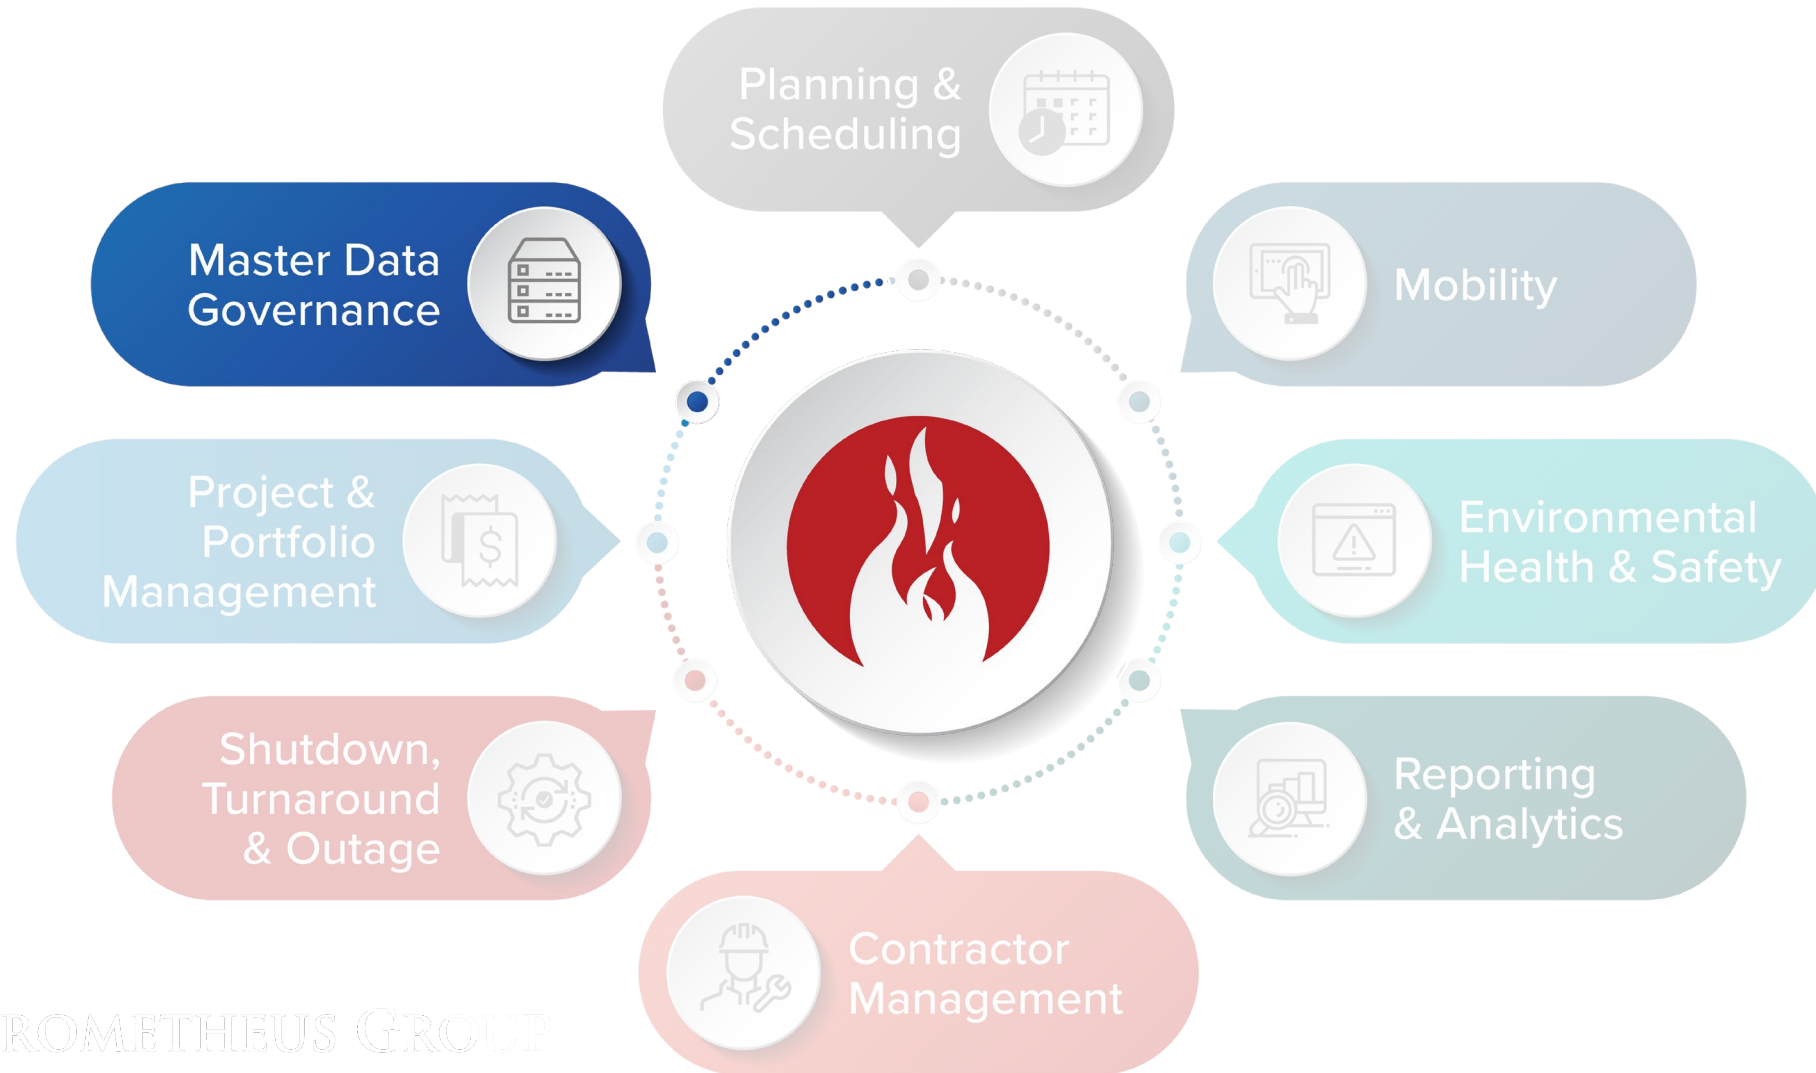 Planning &
Scheduling
Master Data
Governance
Mobility
Project &
Portfolio
Management
Environmental
Health & Safety
Shutdown,
Turnaround
& Outage
Reporting
& Analytics
Contractor
Management
ROMETHEUS GROUP